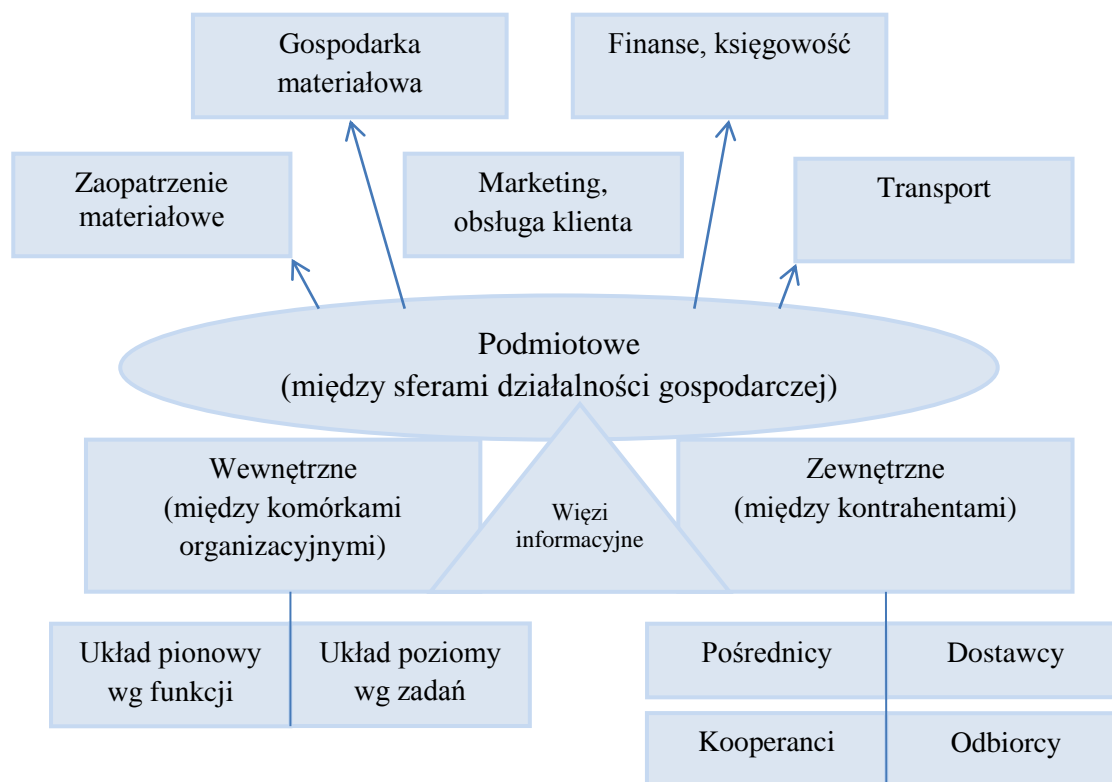 Gospodarka
materiałowa
Finanse, księgowość
Zaopatrzenie
materiałowe
Marketing,
obsługa klienta
Transport
Podmiotowe
(między sferami działalności gospodarczej)
Wewnętrzne
(między komórkami
organizacyjnymi)
Więzi
informacyjne
Zewnętrzne
(między kontrahentami)
Układ pionowy
wg funkcji
Układ poziomy
wg zadań
Pośrednicy
Dostawcy
Kooperanci
Odbiorcy